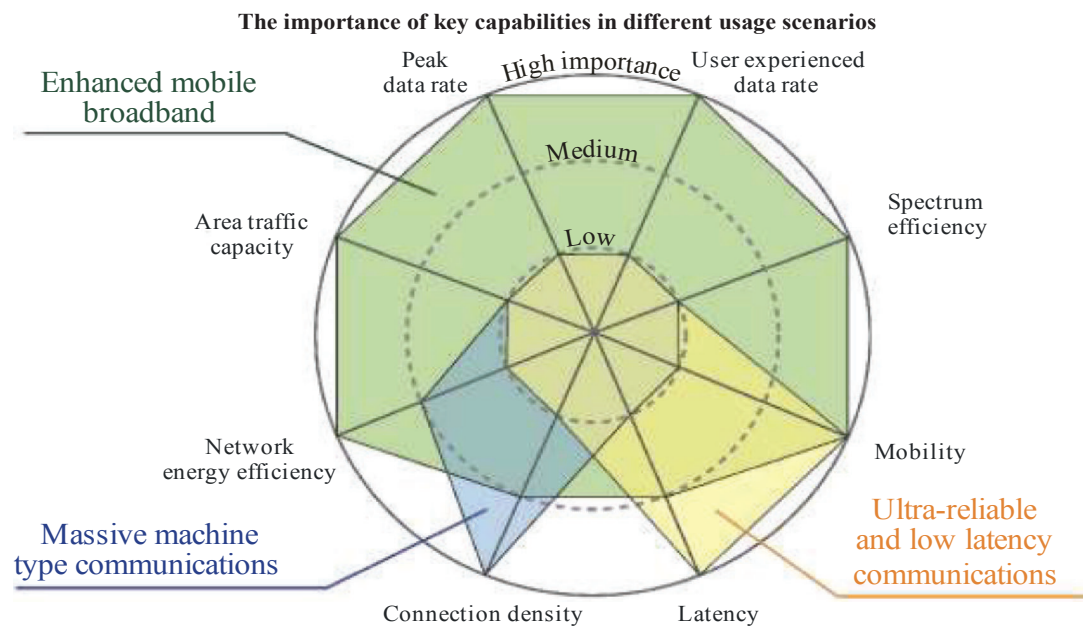 The importance of key capabilities in different usage scenarios
Peak
data rate
High importance
User experienced
data rate
Enhanced mobile
broadband
Medium
Area traffic
capacity
Low
Spectrum
efficiency
Network
energy efficiency
Mobility
Massive machine
type communications
Ultra-reliable
and low latency
communications
Connection density
Latency